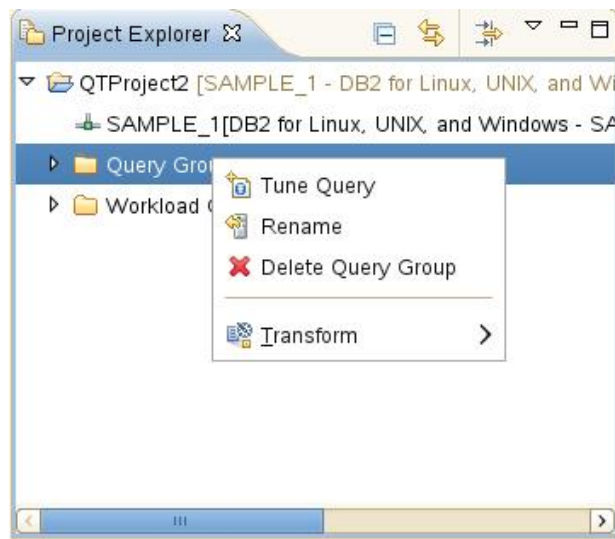 Project Explorer
QTProject2 [SAMPLE_1 - DB2 for Linux, UNIX, and Wi
SAMPLE_1[DB2 for Linux, UNIX, and Windows - SA
Query Grou
Workload
Tune Query
Rename
Delete Query Group
Transform